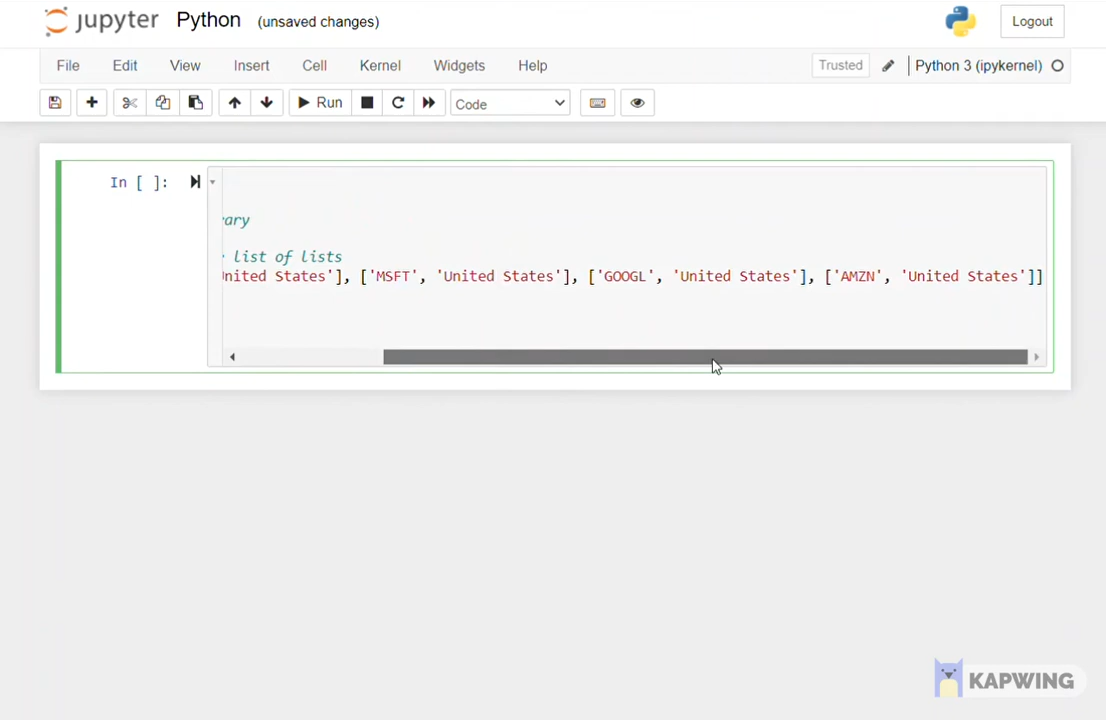 jupyter Python (unsaved changes) Logout
File Edit View Insert Cell Kernel Widgets Help Trusted Python 3 (ipykernel)
Run Code
In [ ]:
rary
list of lists
United States'], ['MSFT', 'United States'], ['GOOGL', 'United States'], ['AMZN', 'United States']]
KAPWING